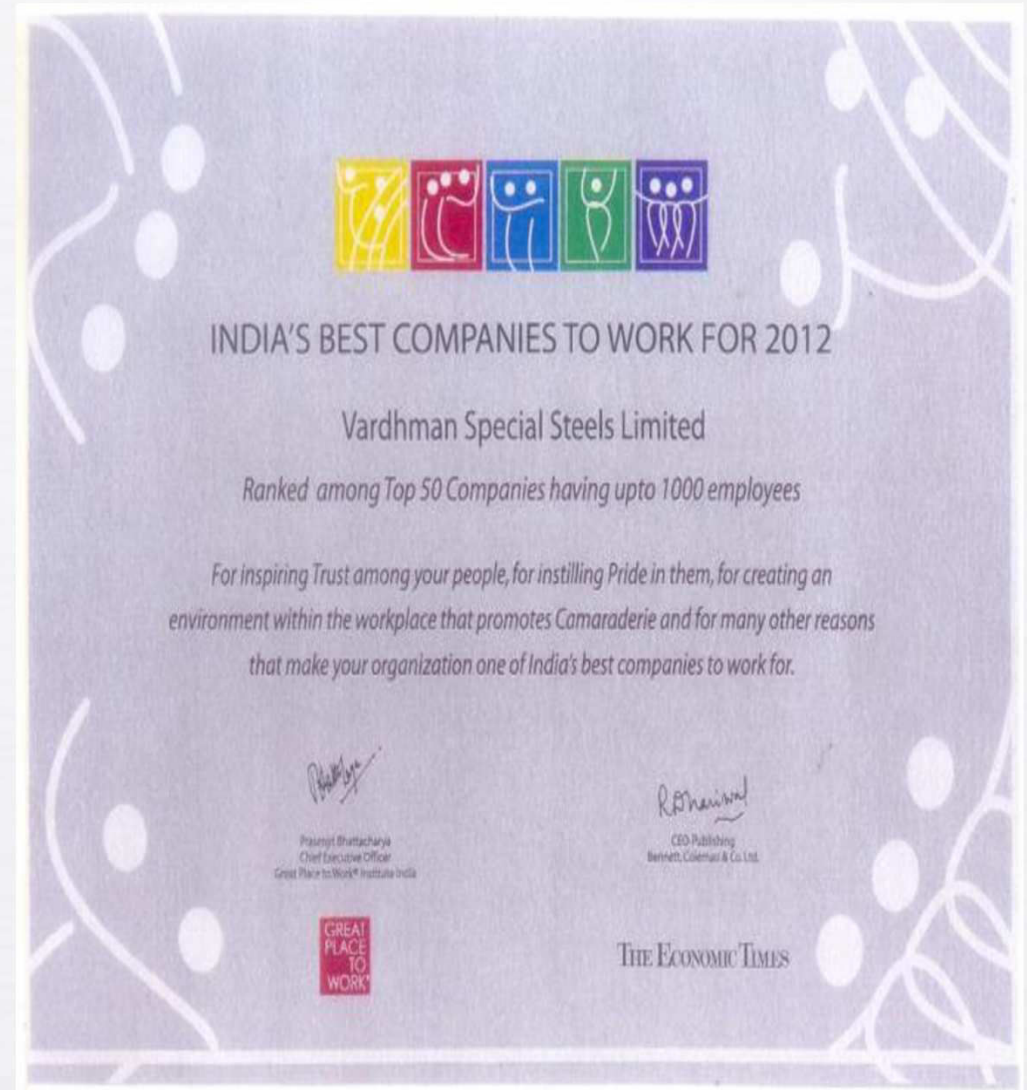 INDIA'S BEST COMPANIES TO WORK FOR 2012
Vardhman Special Steels Limited
Ranked among Top 50 Companies having upto 1000 employees
For inspiring Trust among your people, for instilling Pride in them, for creating an
environment within the workplace that promotes Camaraderie and for many other reasons
that make your organization one of India's best companies to work for.
Prasenjit Bhattacharya
Chief Executive Officer
Great Place to Work® Institute India
RDhariwal
CEO-Publishing
Bennett, Coleman & Co. Ltd.
GREAT
PLACE
TO
WORK®
THE ECONOMIC TIMES